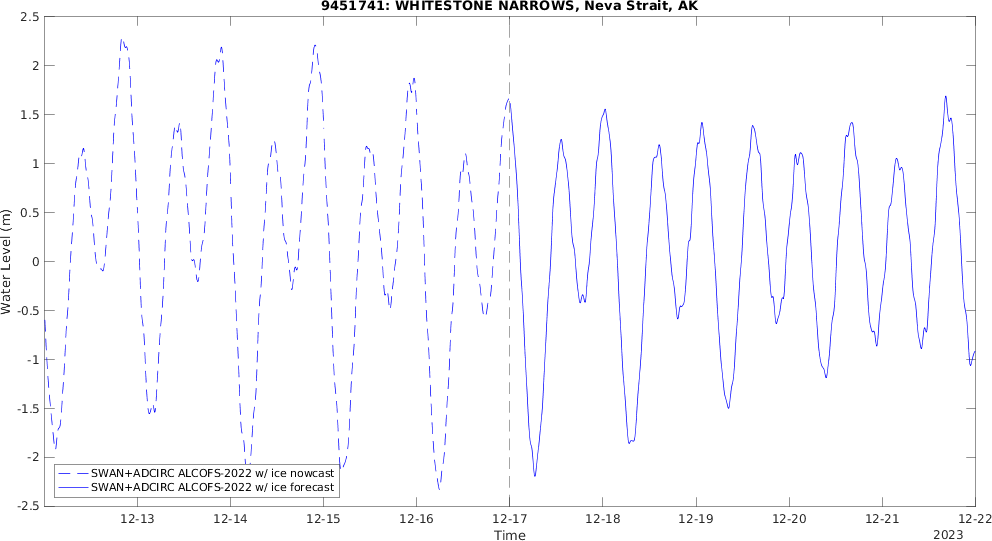 9451741: WHITESTONE NARROWS, Neva Strait, AK
Water Level (m)
2.5
2
1.5
1
0.5
0
-0.5
-1
-1.5
-2
-2.5
SWAN+ADCIRC ALCOFS-2022 w/ ice nowcast
SWAN+ADCIRC ALCOFS-2022 w/ ice forecast
12-13 12-14 12-15 12-16 12-17 12-18 12-19 12-20 12-21 12-22
Time
2023